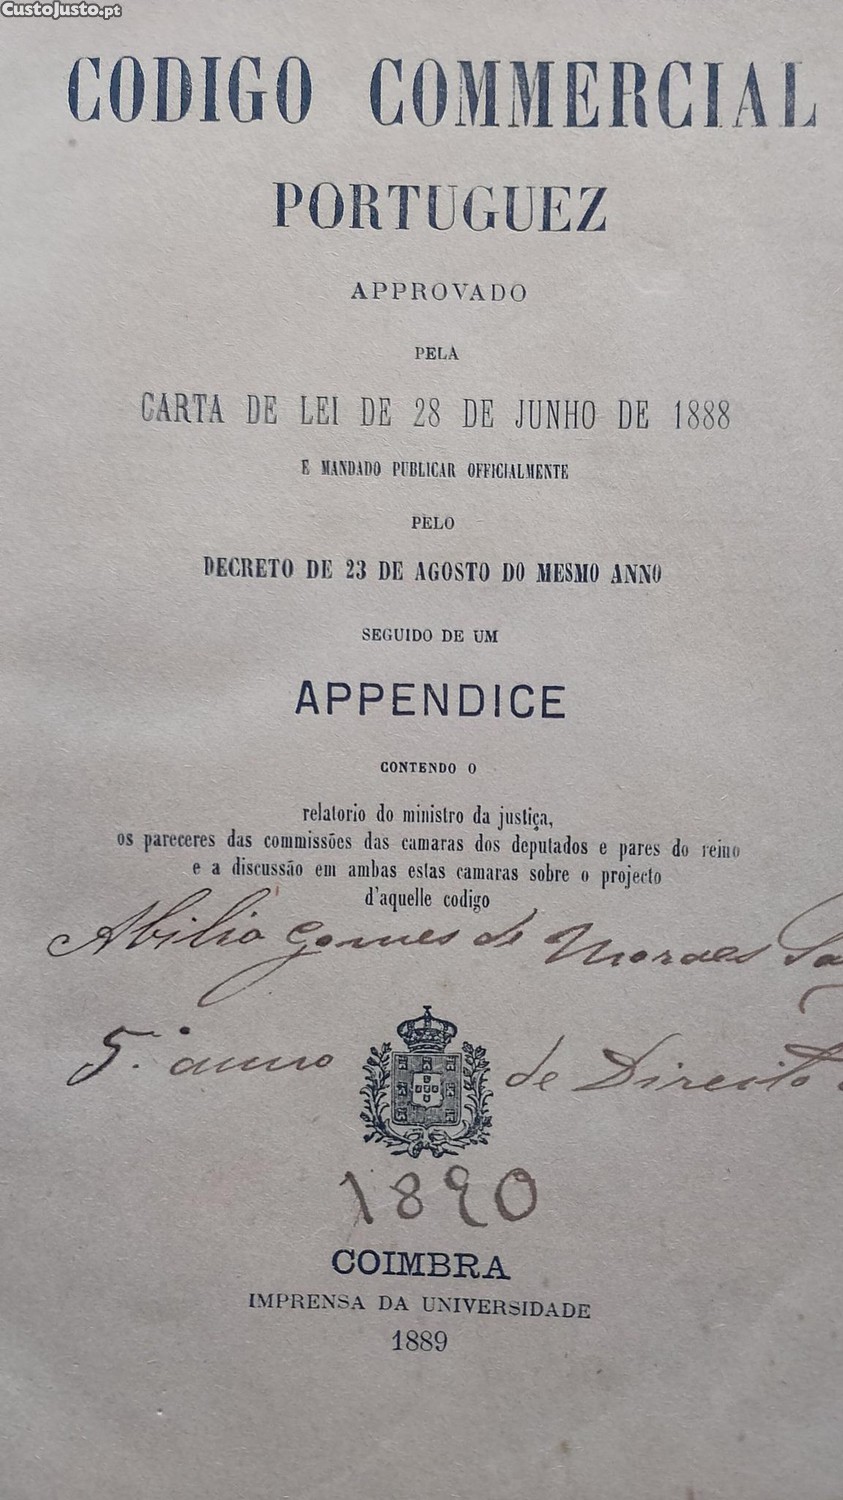 CustoJusto.pt
CODIGO COMMERCIAL
PORTUGUEZ
APPROVADO
PELA
CARTA DE LEI DE 28 DE JUNHO DE 1888
E MANDADO PUBLICAR OFFICIALMENTE
PELO
DECRETO DE 23 DE AGOSTO DO MESMO ANNO
SEGUIDO DE UM
APPENDICE
CONTENDO O
relatorio do ministro da justiça,
os pareceres das commissões das camaras dos deputados e pares do reino
e a discussão em ambas estas camaras sobre o projecto
d'aquelle codigo
Abilio Gomes de Moraes
5.º anno de Direito
1890
COIMBRA
IMPRENSA DA UNIVERSIDADE
1889